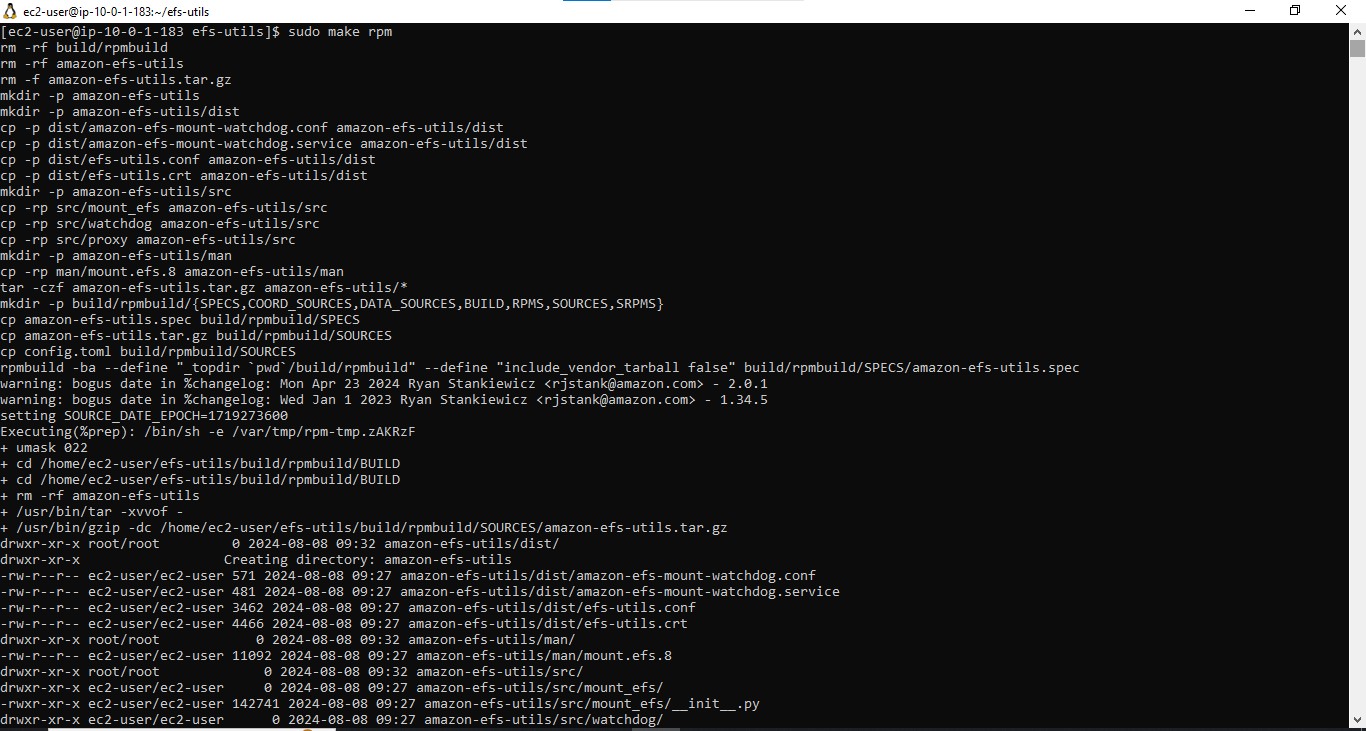 ec2-user@ip-10-0-1-183:~/efs-utils
[ec2-user@ip-10-0-1-183 efs-utils]$ sudo make rpm
rm -rf build/rpmbuild
rm -rf amazon-efs-utils
rm -f amazon-efs-utils.tar.gz
mkdir -p amazon-efs-utils
mkdir -p amazon-efs-utils/dist
cp -p dist/amazon-efs-mount-watchdog.conf amazon-efs-utils/dist
cp -p dist/amazon-efs-mount-watchdog.service amazon-efs-utils/dist
cp -p dist/efs-utils.conf amazon-efs-utils/dist
cp -p dist/efs-utils.crt amazon-efs-utils/dist
mkdir -p amazon-efs-utils/src
cp -rp src/mount_efs amazon-efs-utils/src
cp -rp src/watchdog amazon-efs-utils/src
cp -rp src/proxy amazon-efs-utils/src
mkdir -p amazon-efs-utils/man
cp -rp man/mount.efs.8 amazon-efs-utils/man
tar -czf amazon-efs-utils.tar.gz amazon-efs-utils/*
mkdir -p build/rpmbuild/{SPECS,COORD_SOURCES,DATA_SOURCES,BUILD,RPMS,SOURCES,SRPMS}
cp amazon-efs-utils.spec build/rpmbuild/SPECS
cp amazon-efs-utils.tar.gz build/rpmbuild/SOURCES
cp config.toml build/rpmbuild/SOURCES
rpmbuild -ba --define "_topdir `pwd`/build/rpmbuild" --define "include_vendor_tarball false" build/rpmbuild/SPECS/amazon-efs-utils.spec
warning: bogus date in %changelog: Mon Apr 23 2024 Ryan Stankiewicz <rjstank@amazon.com> - 2.0.1
warning: bogus date in %changelog: Wed Jan 1 2023 Ryan Stankiewicz <rjstank@amazon.com> - 1.34.5
setting SOURCE_DATE_EPOCH=1719273600
Executing(%prep): /bin/sh -e /var/tmp/rpm-tmp.zAKRzF
+ umask 022
+ cd /home/ec2-user/efs-utils/build/rpmbuild/BUILD
+ cd /home/ec2-user/efs-utils/build/rpmbuild/BUILD
+ rm -rf amazon-efs-utils
+ /usr/bin/tar -xvvof -
+ /usr/bin/gzip -dc /home/ec2-user/efs-utils/build/rpmbuild/SOURCES/amazon-efs-utils.tar.gz
drwxr-xr-x root/root         0 2024-08-08 09:32 amazon-efs-utils/dist/
drwxr-xr-x                  Creating directory: amazon-efs-utils
-rw-r--r-- ec2-user/ec2-user 571 2024-08-08 09:27 amazon-efs-utils/dist/amazon-efs-mount-watchdog.conf
-rw-r--r-- ec2-user/ec2-user 481 2024-08-08 09:27 amazon-efs-utils/dist/amazon-efs-mount-watchdog.service
-rw-r--r-- ec2-user/ec2-user 3462 2024-08-08 09:27 amazon-efs-utils/dist/efs-utils.conf
-rw-r--r-- ec2-user/ec2-user 4466 2024-08-08 09:27 amazon-efs-utils/dist/efs-utils.crt
drwxr-xr-x root/root            0 2024-08-08 09:32 amazon-efs-utils/man/
-rw-r--r-- ec2-user/ec2-user 11092 2024-08-08 09:27 amazon-efs-utils/man/mount.efs.8
drwxr-xr-x root/root             0 2024-08-08 09:32 amazon-efs-utils/src/
drwxr-xr-x ec2-user/ec2-user     0 2024-08-08 09:27 amazon-efs-utils/src/mount_efs/
-rwxr-xr-x ec2-user/ec2-user 142741 2024-08-08 09:27 amazon-efs-utils/src/mount_efs/__init__.py
drwxr-xr-x ec2-user/ec2-user      0 2024-08-08 09:27 amazon-efs-utils/src/watchdog/